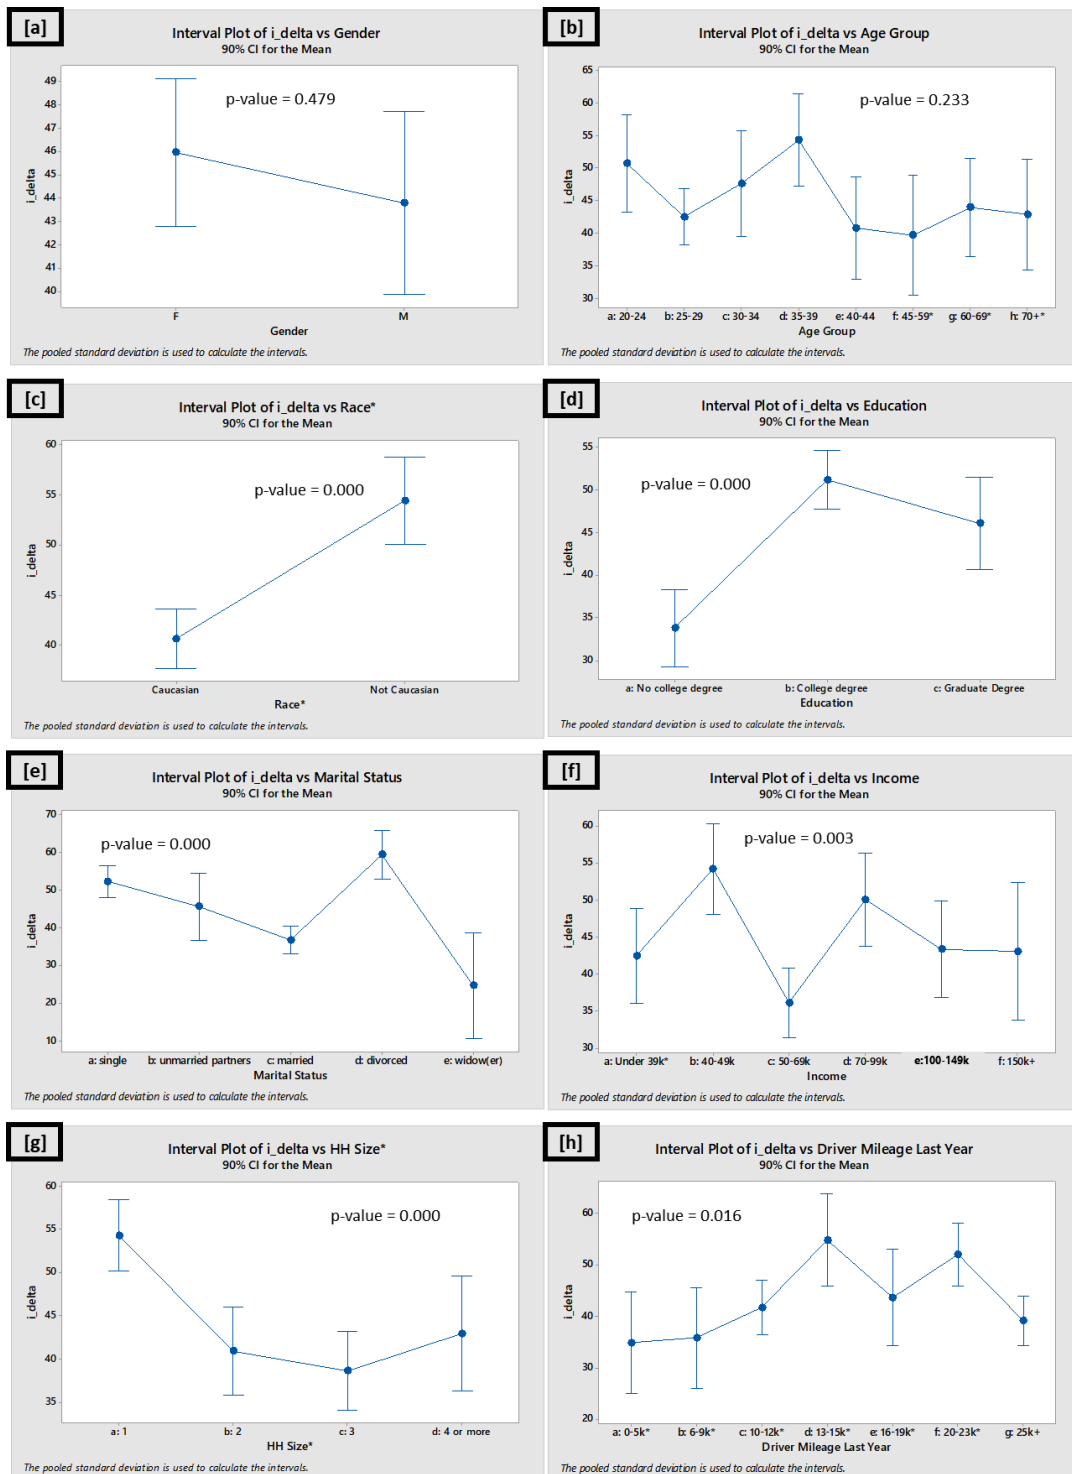 [a]
Interval Plot of i_delta vs Gender
90% CI for the Mean
p-value = 0.479
49
48
47
46
45
44
43
42
41
40
i_delta
F M
Gender
The pooled standard deviation is used to calculate the intervals.
[b]
Interval Plot of i_delta vs Age Group
90% CI for the Mean
p-value = 0.233
65
60
55
50
45
40
35
30
i_delta
a: 20-24 b: 25-29 c: 30-34 d: 35-39 e: 40-44 f: 45-59* g: 60-69* h: 70+*
Age Group
The pooled standard deviation is used to calculate the intervals.
[c]
Interval Plot of i_delta vs Race*
90% CI for the Mean
p-value = 0.000
60
55
50
45
40
i_delta
Caucasian Not Caucasian
Race*
The pooled standard deviation is used to calculate the intervals.
[d]
Interval Plot of i_delta vs Education
90% CI for the Mean
p-value = 0.000
55
50
45
40
35
30
i_delta
a: No college degree b: College degree c: Graduate Degree
Education
The pooled standard deviation is used to calculate the intervals.
[e]
Interval Plot of i_delta vs Marital Status
90% CI for the Mean
p-value = 0.000
70
60
50
40
30
20
10
i_delta
a: single b: unmarried partners c: married d: divorced e: widow(er)
Marital Status
The pooled standard deviation is used to calculate the intervals.
[f]
Interval Plot of i_delta vs Income
90% CI for the Mean
p-value = 0.003
60
55
50
45
40
35
30
i_delta
a: Under 39k* b: 40-49k c: 50-69k d: 70-99k e:100-149k f: 150k+
Income
The pooled standard deviation is used to calculate the intervals.
[g]
Interval Plot of i_delta vs HH Size*
90% CI for the Mean
p-value = 0.000
60
55
50
45
40
35
i_delta
a: 1 b: 2 c: 3 d: 4 or more
HH Size*
The pooled standard deviation is used to calculate the intervals.
[h]
Interval Plot of i_delta vs Driver Mileage Last Year
90% CI for the Mean
p-value = 0.016
60
50
40
30
20
i_delta
a: 0-5k* b: 6-9k* c: 10-12k* d: 13-15k* e: 16-19k* f: 20-23k* g: 25k+
Driver Mileage Last Year
The pooled standard deviation is used to calculate the intervals.